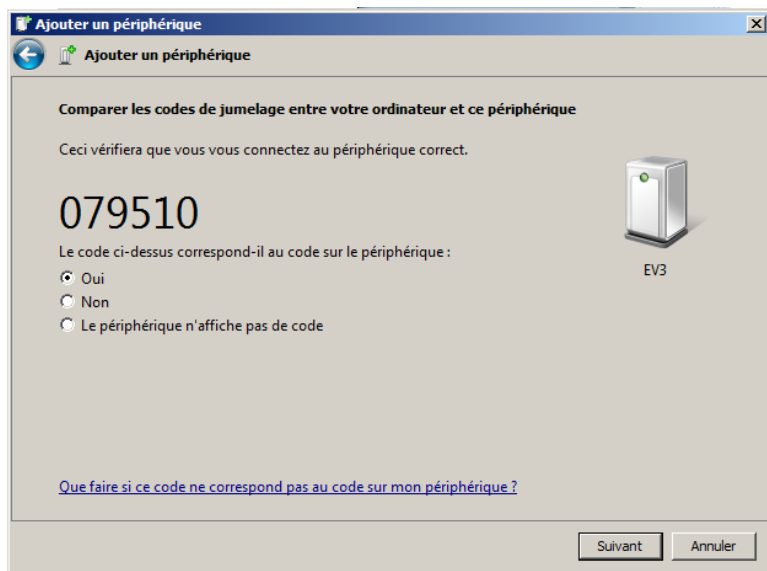 Ajouter un périphérique
Ajouter un périphérique
Comparer les codes de jumelage entre votre ordinateur et ce périphérique
Ceci vérifiera que vous vous connectez au périphérique correct.
079510
Le code ci-dessus correspond-il au code sur le périphérique :
EV3
Oui
Non
Le périphérique n'affiche pas de code
Que faire si ce code ne correspond pas au code sur mon périphérique ?
Suivant
Annuler